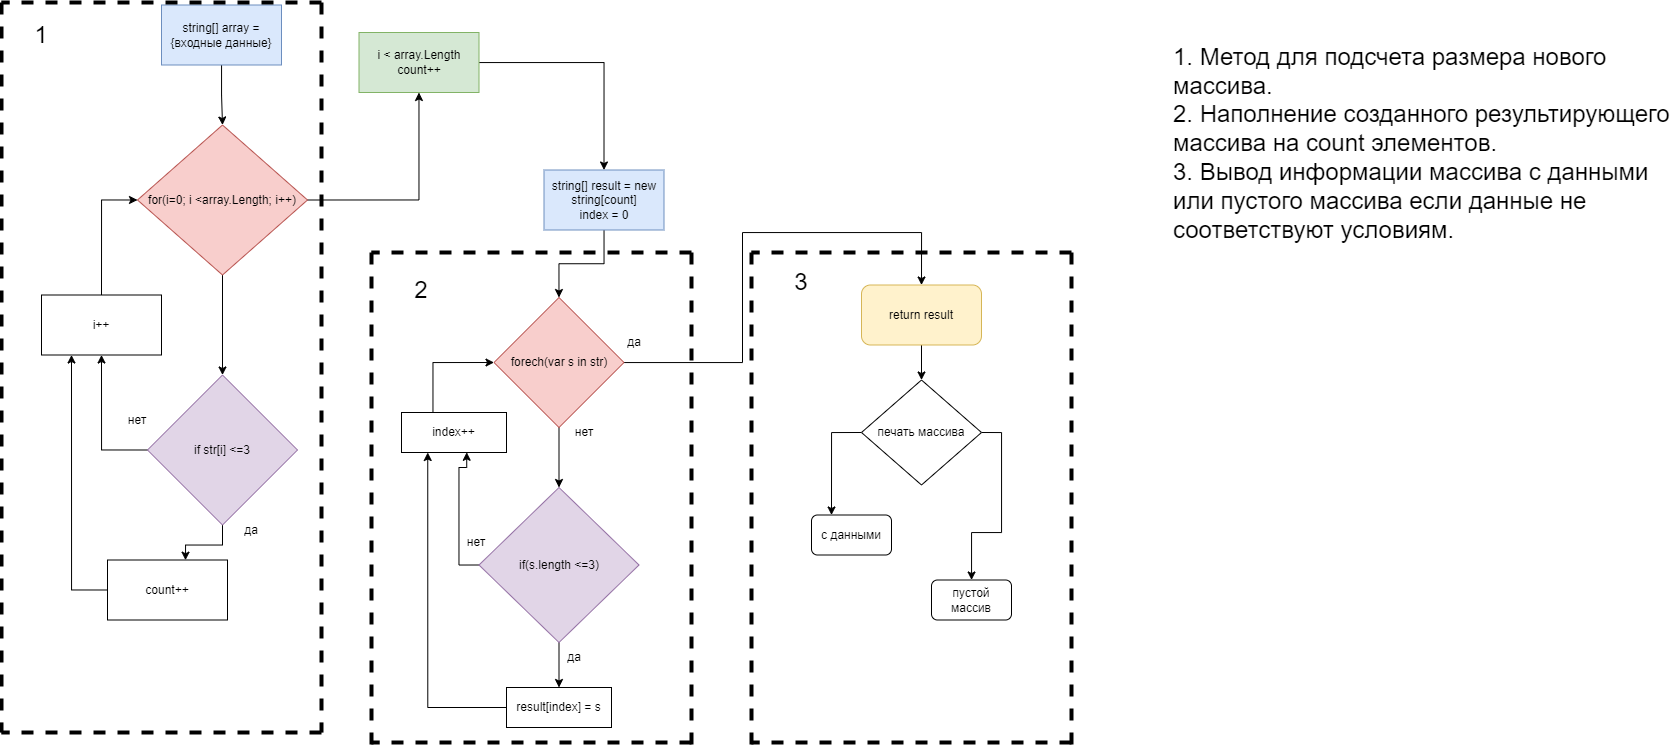 1
string[] array =
{входные данные}
for(i=0; i <array.Length; i++)
i++
нет
if str[i] <=3
да
count++
i < array.Length
count++
string[] result = new
string[count]
index = 0
2
forech(var s in str)
да
index++
нет
нет
if(s.length <=3)
да
result[index] = s
3
return result
печать массива
с данными
пустой
массив
1. Метод для подсчета размера нового
массива.
2. Наполнение созданного результирующего
массива на count элементов.
3. Вывод информации массива с данными
или пустого массива если данные не
соответствуют условиям.